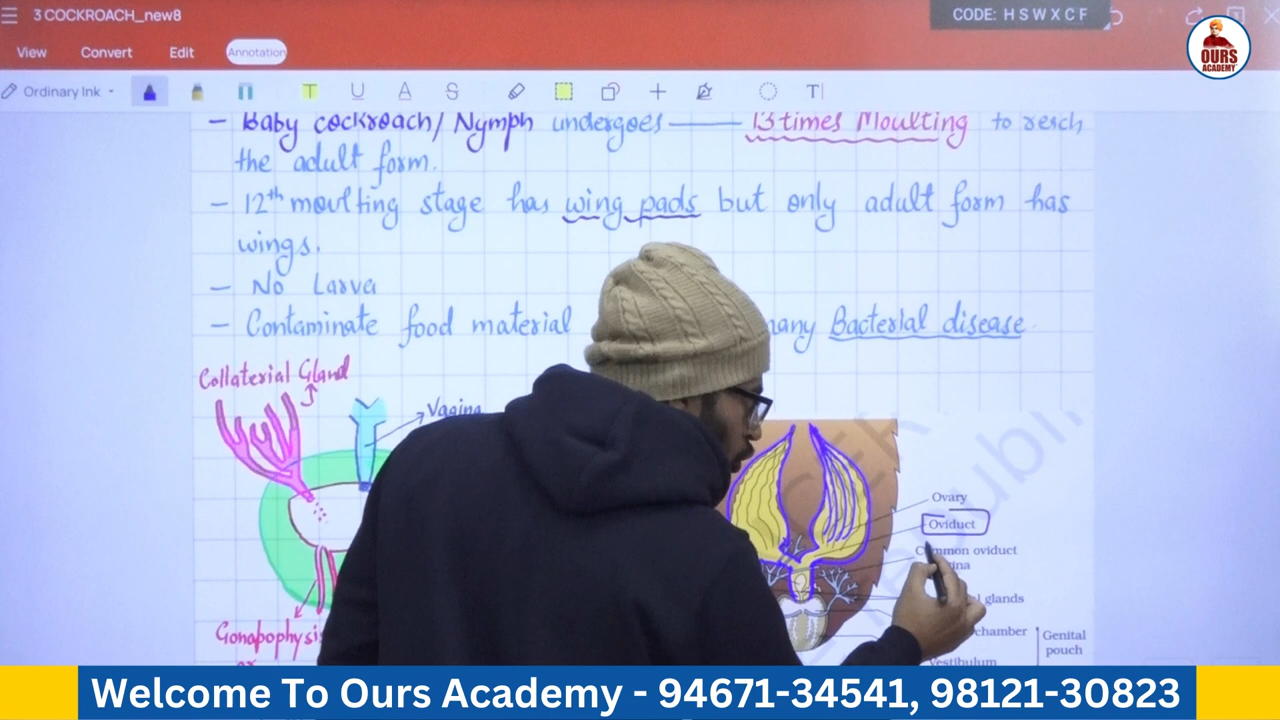 3 COCKROACH_new8
CODE: H S W X C F
View Convert Edit Annotation
OURS
ACADEMY
Ordinary Ink
- Baby cockroach/ Nymph undergoes — 13 times Moulting to reach
the adult form.
- 12th moulting stage has wing pads but only adult form has
wings.
- No Larva
- Contaminate food material many Bacterial disease.
Collaterial Gland
Vagina
Ovary
Oviduct
Common oviduct
glands
chamber
Genital
pouch
Vestibulum
Gonapophysis
Welcome To Ours Academy - 94671-34541, 98121-30823